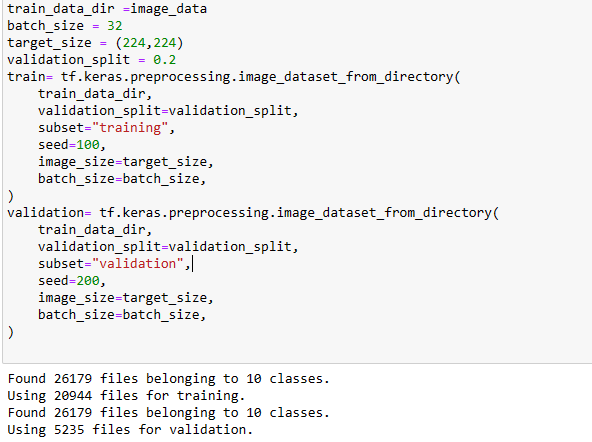 train_data_dir =image_data
batch_size = 32
target_size = (224,224)
validation_split = 0.2
train= tf.keras.preprocessing.image_dataset_from_directory(
    train_data_dir,
    validation_split=validation_split,
    subset="training",
    seed=100,
    image_size=target_size,
    batch_size=batch_size,
)
validation= tf.keras.preprocessing.image_dataset_from_directory(
    train_data_dir,
    validation_split=validation_split,
    subset="validation",
    seed=200,
    image_size=target_size,
    batch_size=batch_size,
)
Found 26179 files belonging to 10 classes.
Using 20944 files for training.
Found 26179 files belonging to 10 classes.
Using 5235 files for validation.